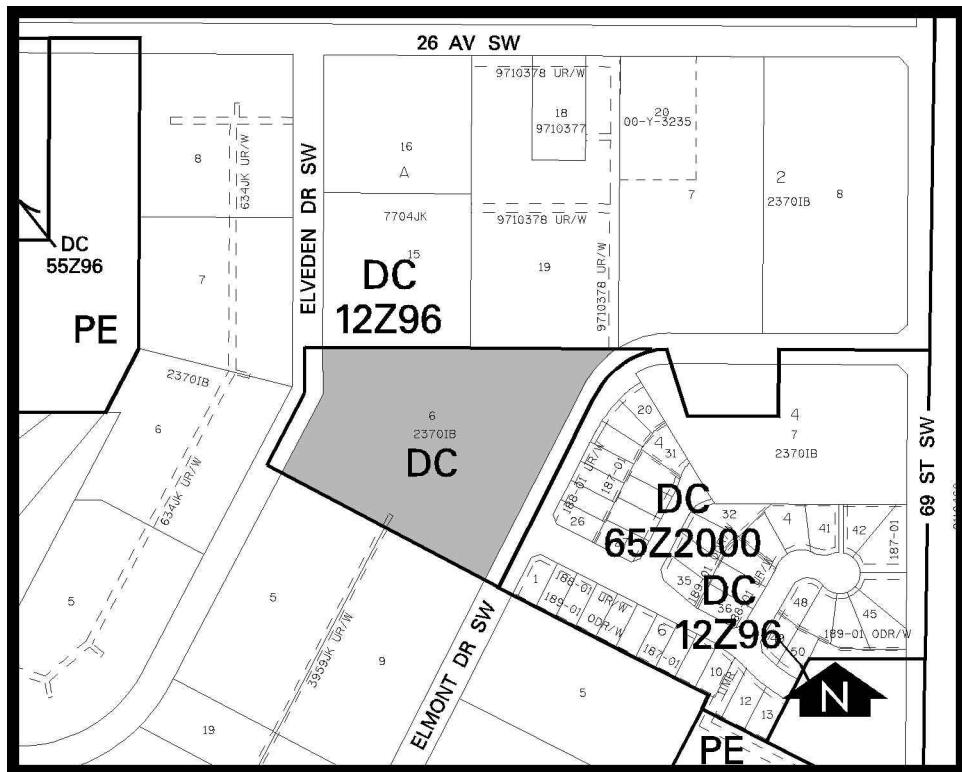 26 AV SW
9710378 UR/W
18
9710377
20
00-Y-3235
16
A
8
634JK UR/W
ELVEDEN DR SW
7
2
2370IB
8
7704JK
9710378 UR/W
15
DC
55Z96
DC
12Z96
19
9710378 UR/W
7
PE
2370IB
6
2370IB
DC
6
634JK UR/W
20
4
31
4
7
2370IB
69 ST SW
188-01 UR/W
187-01
26
DC
65Z2000
32
4
41
42
187-01
35
36
DC
12Z96
48
45
189-01 ODR/W
50
1
188-01 UR/W
189-01 ODR/W
6
187-01
10
12
13
5
5
3959JK UR/W
9
ELMONT DR SW
5
19
N
PE